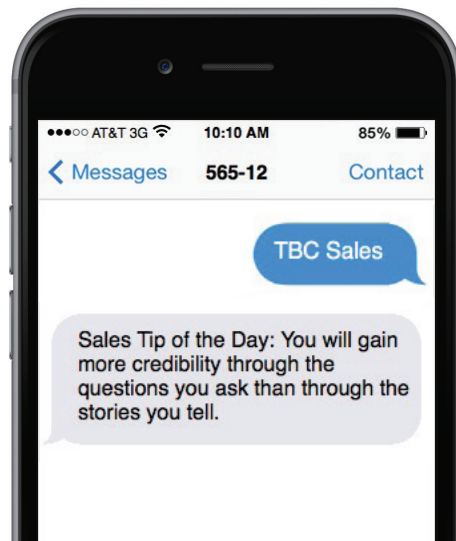 AT&T 3G 10:10 AM 85%
Messages 565-12 Contact
TBC Sales
Sales Tip of the Day: You will gain
more credibility through the
questions you ask than through the
stories you tell.